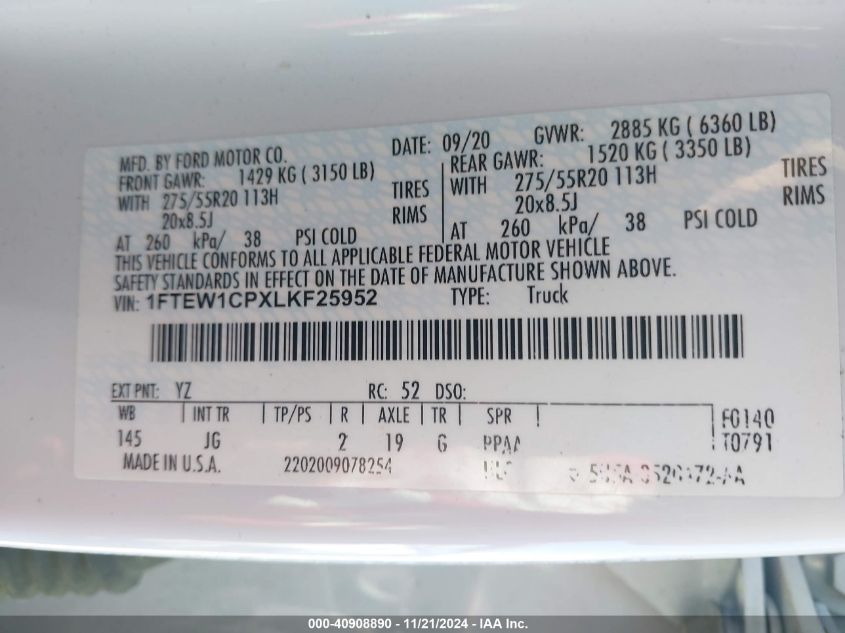 MFD. BY FORD MOTOR CO. DATE: 09/20 GVWR: 2885 KG ( 6360 LB)
FRONT GAWR: 1429 KG ( 3150 LB) REAR GAWR: 1520 KG ( 3350 LB)
WITH 275/55R20 113H TIRES WITH 275/55R20 113H TIRES
20x8.5J RIMS 20x8.5J RIMS
AT 260 kPa/ 38 PSI COLD AT 260 kPa/ 38 PSI COLD
THIS VEHICLE CONFORMS TO ALL APPLICABLE FEDERAL MOTOR VEHICLE
SAFETY STANDARDS IN EFFECT ON THE DATE OF MANUFACTURE SHOWN ABOVE.
VIN: 1FTEW1CPXLKF25952 TYPE: Truck
EXT PNT: YZ RC: 52 DSO:
WB INT TR TP/PS R AXLE TR SPR F0140
145 JG 2 19 G PPAA T0791
MADE IN U.S.A. 2202009078254
000-40908890 - 11/21/2024 - IAA Inc.